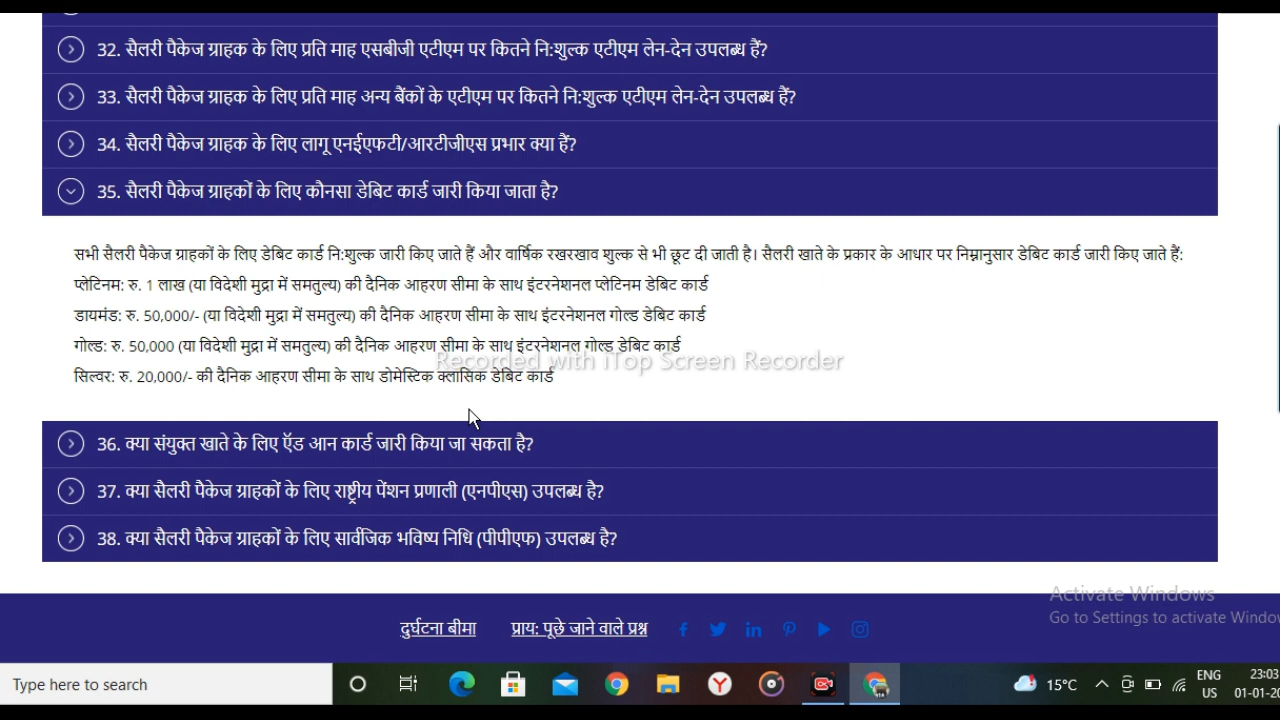 32. सैलरी पैकेज ग्राहक के लिए प्रति माह एसबीजी एटीएम पर कितने नि:शुल्क एटीएम लेन-देन उपलब्ध हैं?
33. सैलरी पैकेज ग्राहक के लिए प्रति माह अन्य बैंकों के एटीएम पर कितने नि:शुल्क एटीएम लेन-देन उपलब्ध हैं?
34. सैलरी पैकेज ग्राहक के लिए लागू एनईएफटी/आरटीजीएस प्रभार क्या हैं?
35. सैलरी पैकेज ग्राहकों के लिए कौनसा डेबिट कार्ड जारी किया जाता है?
सभी सैलरी पैकेज ग्राहकों के लिए डेबिट कार्ड नि:शुल्क जारी किए जाते हैं और वार्षिक रखरखाव शुल्क से भी छूट दी जाती है। सैलरी खाते के प्रकार के आधार पर निम्नानुसार डेबिट कार्ड जारी किए जाते हैं:
प्लेटिनम: रु. 1 लाख (या विदेशी मुद्रा में समतुल्य) की दैनिक आहरण सीमा के साथ इंटरनेशनल प्लेटिनम डेबिट कार्ड
डायमंड: रु. 50,000/- (या विदेशी मुद्रा में समतुल्य) की दैनिक आहरण सीमा के साथ इंटरनेशनल गोल्ड डेबिट कार्ड
गोल्ड: रु. 50,000 (या विदेशी मुद्रा में समतुल्य) की दैनिक आहरण सीमा के साथ इंटरनेशनल गोल्ड डेबिट कार्ड
Recorded with iTop Screen Recorder
सिल्वर: रु. 20,000/- की दैनिक आहरण सीमा के साथ डोमेस्टिक क्लासिक डेबिट कार्ड
36. क्या संयुक्त खाते के लिए ऍड आन कार्ड जारी किया जा सकता है?
37. क्या सैलरी पैकेज ग्राहकों के लिए राष्ट्रीय पेंशन प्रणाली (एनपीएस) उपलब्ध है?
38. क्या सैलरी पैकेज ग्राहकों के लिए सार्वजिक भविष्य निधि (पीपीएफ) उपलब्ध है?
Activate Windows
Go to Settings to activate Windo
दुर्घटना बीमा प्राय: पूछे जाने वाले प्रश्न
Type here to search 15°C ENG 23:03
US 01-01-20